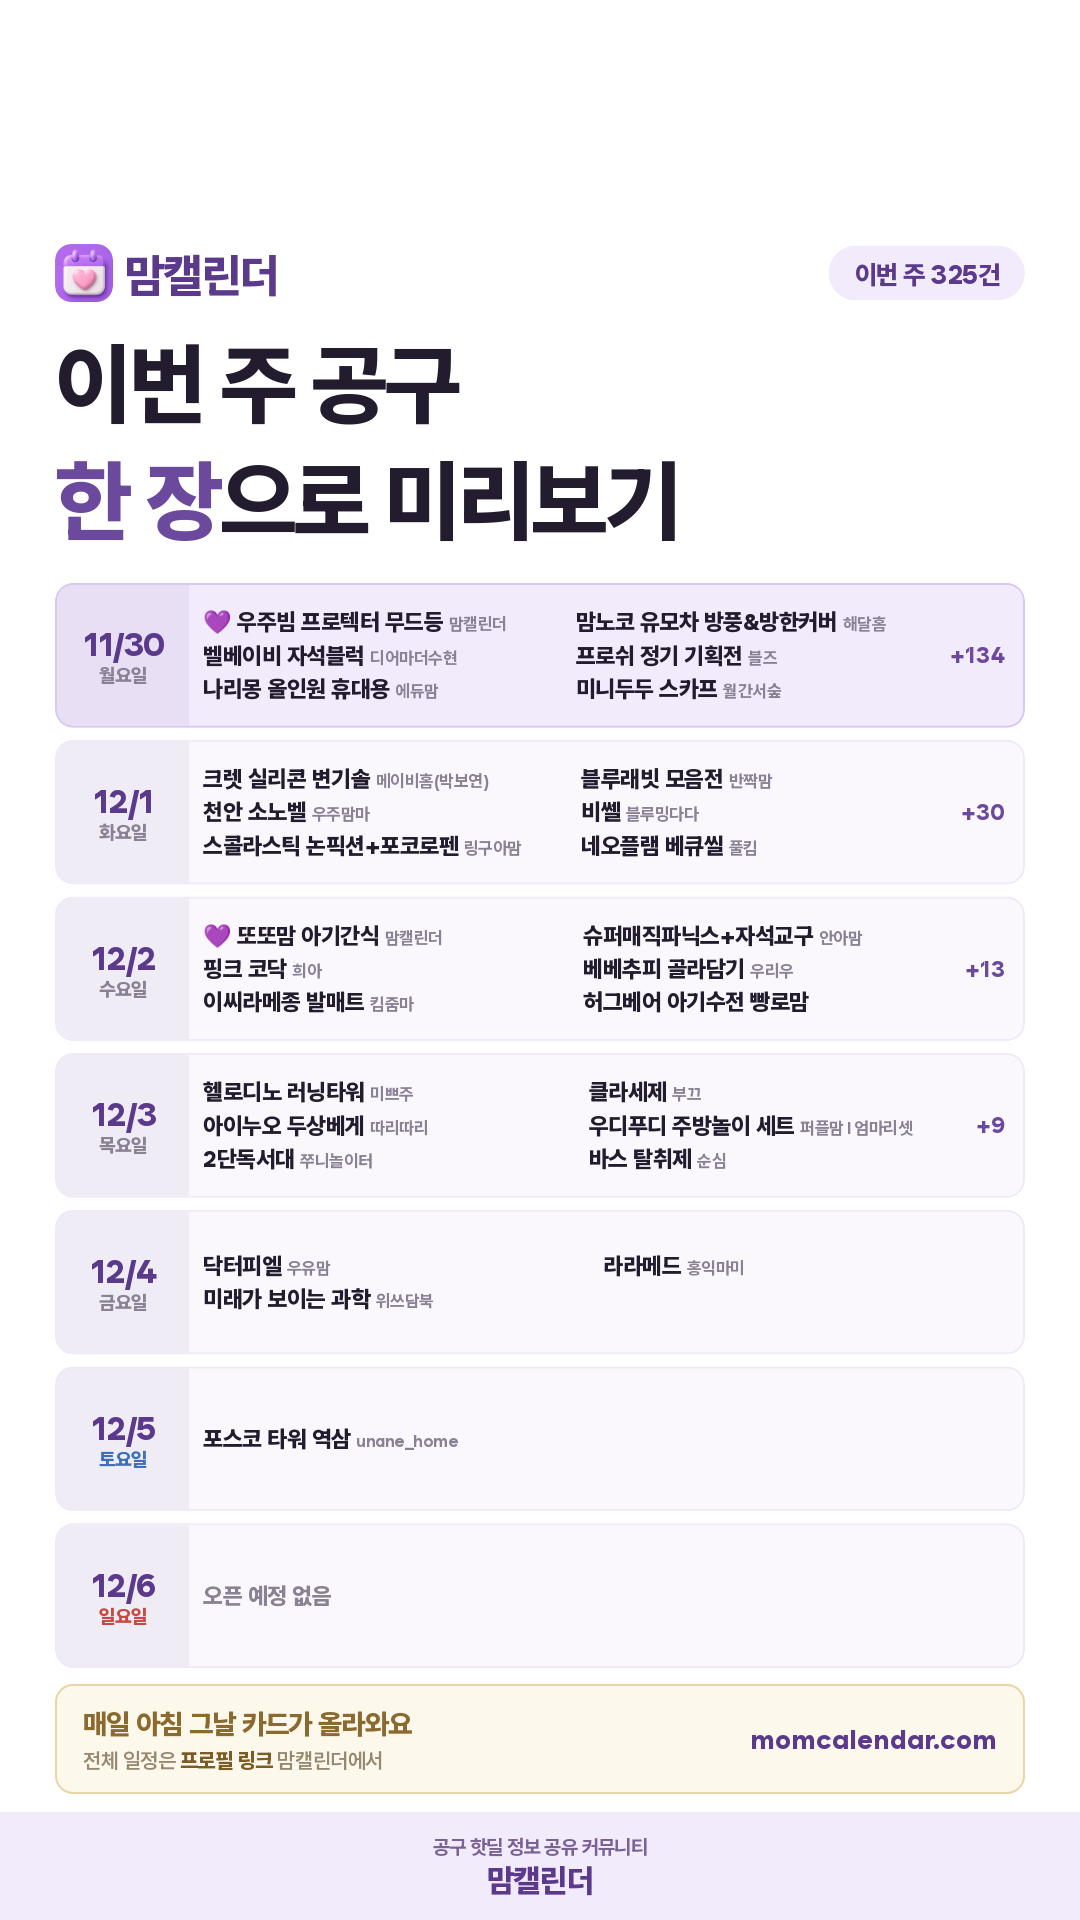 맘캘린더
이번 주 325건
이번 주 공구
한 장으로 미리보기
11/30
월요일
💜 우주빔 프로텍터 무드등 맘캘린더
벨베이비 자석블럭 디어마더수현
나리몽 올인원 휴대용 에듀맘
맘노코 유모차 방풍&방한커버 해달홈
프로쉬 정기 기획전 블즈
미니두두 스카프 월간서숲
+134
12/1
화요일
크렛 실리콘 변기솔 메이비홈(박보연)
천안 소노벨 우주맘마
스콜라스틱 논픽션+포코로펜 링구아맘
블루래빗 모음전 반짝맘
비쎌 블루밍다다
네오플램 베큐씰 풀킴
+30
12/2
수요일
💜 또또맘 아기간식 맘캘린더
핑크 코닥 희아
이씨라메종 발매트 킴줌마
슈퍼매직파닉스+자석교구 안아맘
베베추피 골라담기 우리우
허그베어 아기수전 빵로맘
+13
12/3
목요일
헬로디노 러닝타워 미쁘주
아이누오 두상베게 따리따리
2단독서대 쭈니놀이터
클라세제 부끄
우디푸디 주방놀이 세트 퍼플맘 l 엄마리셋
바스 탈취제 순심
+9
12/4
금요일
닥터피엘 우유맘
미래가 보이는 과학 위쓰담북
라라메드 홍익마미
12/5
토요일
포스코 타워 역삼 unane_home
12/6
일요일
오픈 예정 없음
매일 아침 그날 카드가 올라와요
전체 일정은 프로필 링크 맘캘린더에서
momcalendar.com
공구 핫딜 정보 공유 커뮤니티
맘캘린더